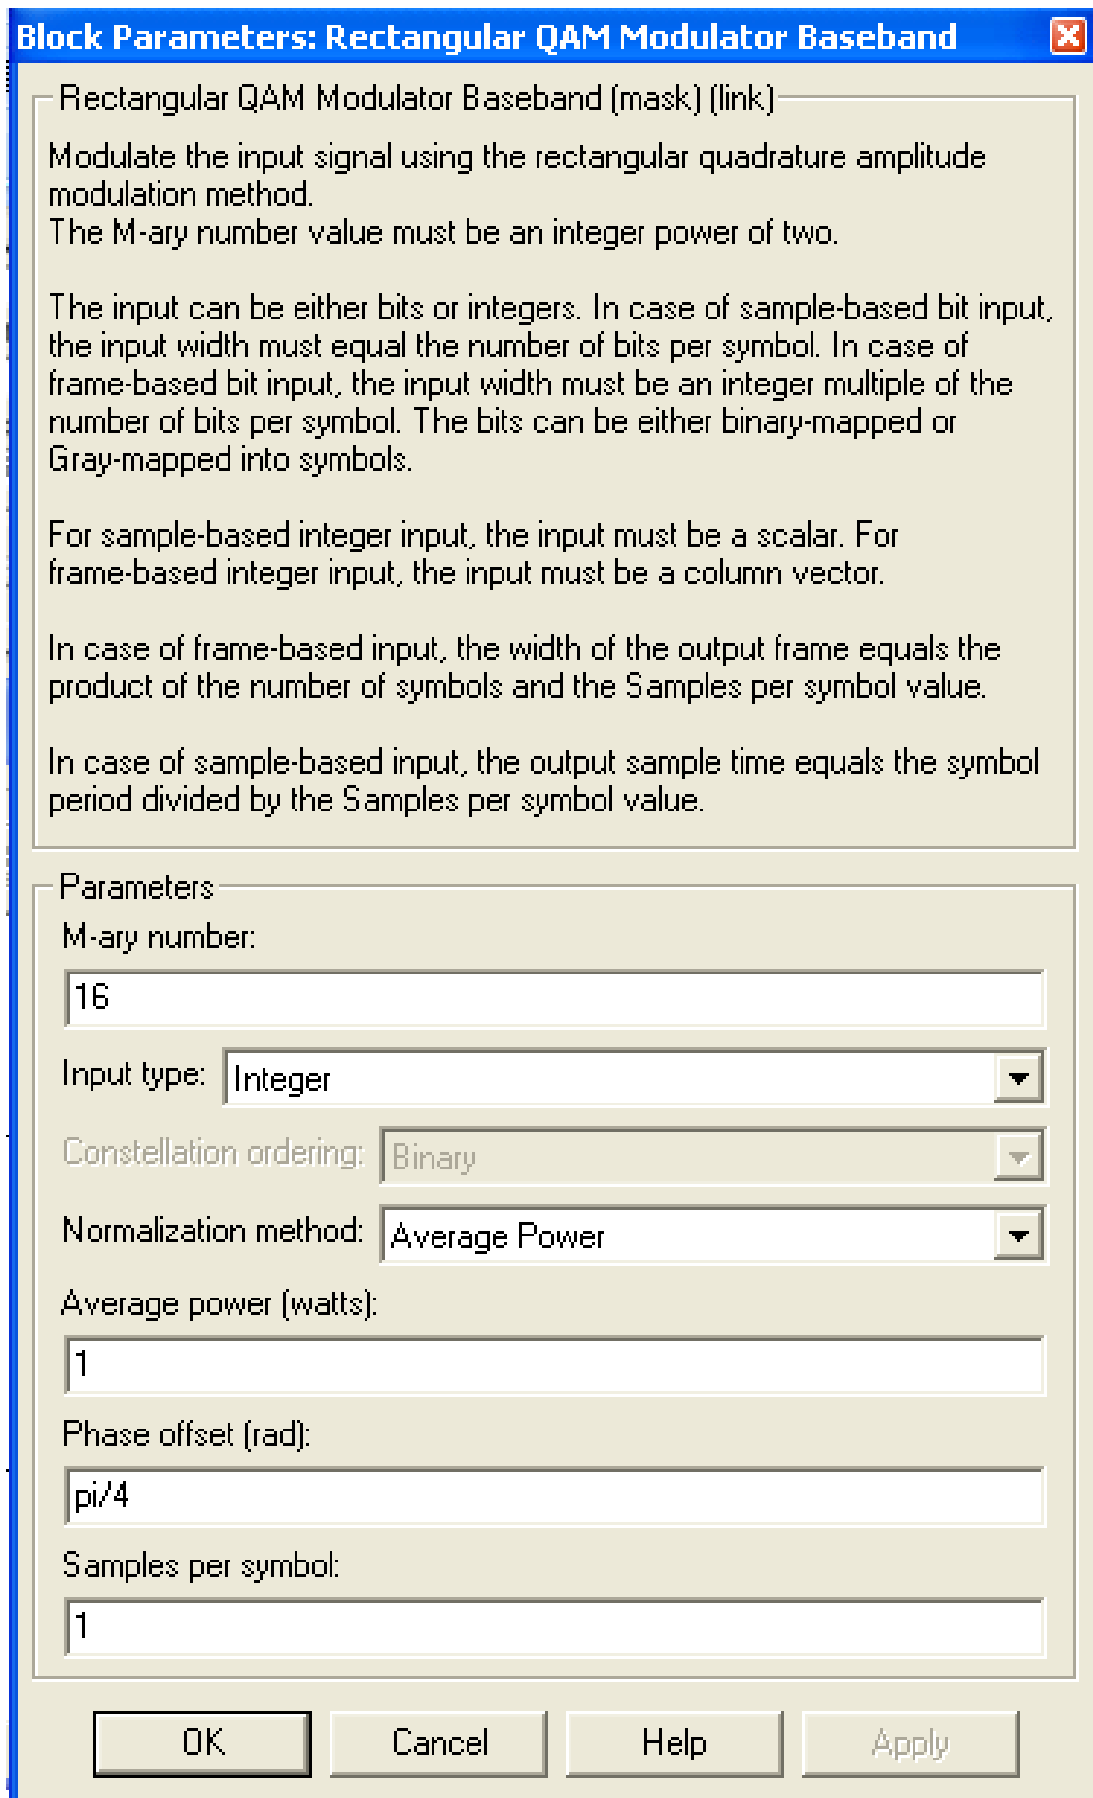 Block Parameters: Rectangular QAM Modulator Baseband
Rectangular QAM Modulator Baseband (mask) (link)
Modulate the input signal using the rectangular quadrature amplitude
modulation method.
The M-ary number value must be an integer power of two.
The input can be either bits or integers. In case of sample-based bit input,
the input width must equal the number of bits per symbol. In case of
frame-based bit input, the input width must be an integer multiple of the
number of bits per symbol. The bits can be either binary-mapped or
Gray-mapped into symbols.
For sample-based integer input, the input must be a scalar. For
frame-based integer input, the input must be a column vector.
In case of frame-based input, the width of the output frame equals the
product of the number of symbols and the Samples per symbol value.
In case of sample-based input, the output sample time equals the symbol
period divided by the Samples per symbol value.
Parameters
M-ary number:
16
Input type: Integer
Constellation ordering: Binary
Normalization method: Average Power
Average power (watts):
1
Phase offset (rad):
pi/4
Samples per symbol:
1
OK Cancel Help Apply